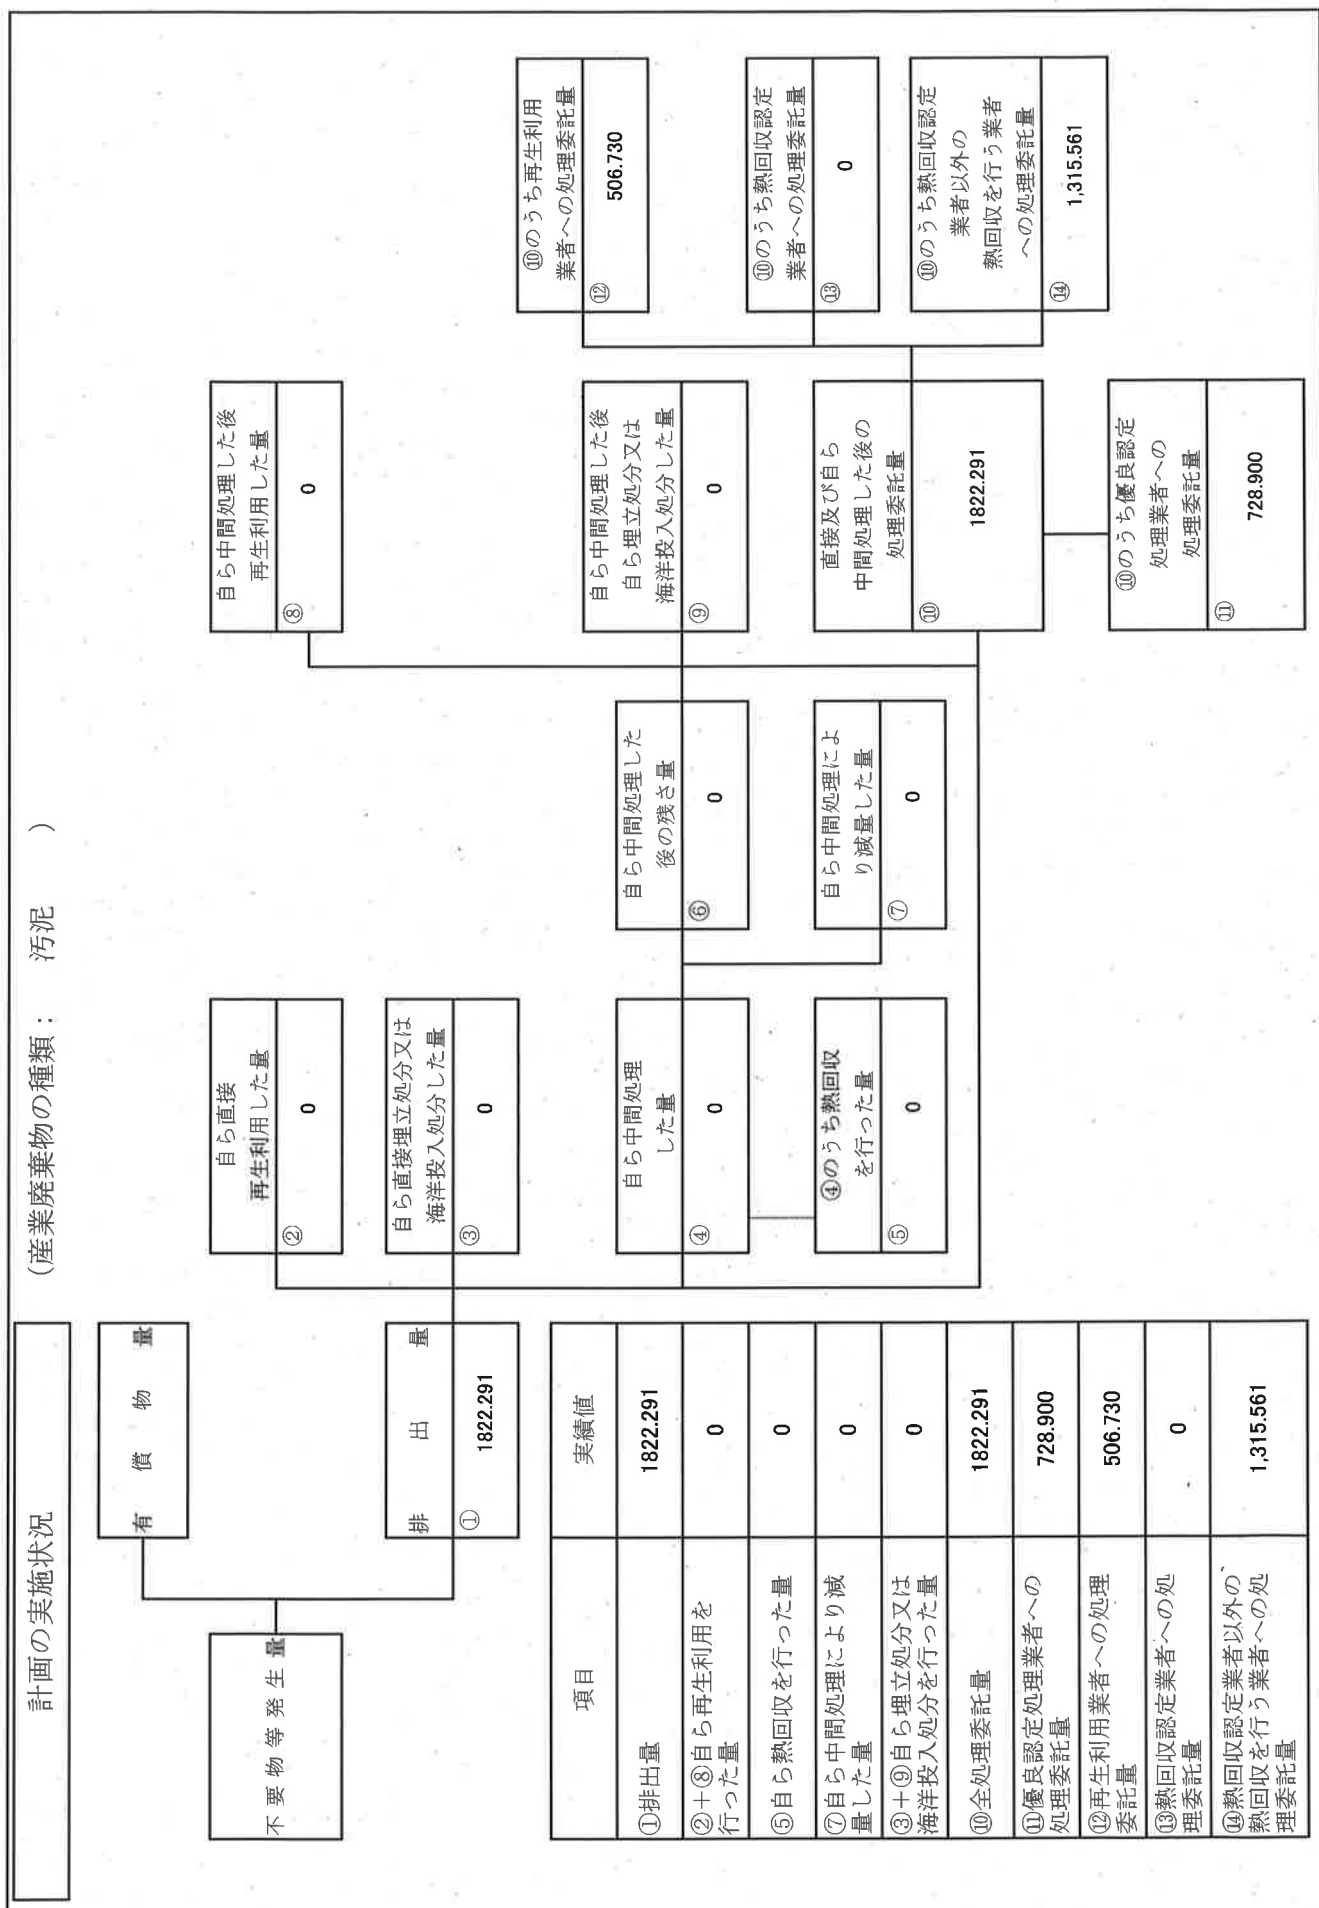 計画の実施状況
(産業廃棄物の種類： 汚泥 )
不要物等発生量
有償物量
排出量
①
1822.291
自ら直接
再生利用した量
②
0
自ら直接埋立処分又は
海洋投入処分した量
③
0
自ら中間処理
した量
④
0
④のうち熱回収
を行った量
⑤
0
自ら中間処理した
後の残さ量
⑥
0
自ら中間処理によ
り減量した量
⑦
0
自ら中間処理した後
再生利用した量
⑧
0
自ら中間処理した後
自ら埋立処分又は
海洋投入処分した量
⑨
0
直接及び自ら
中間処理した後の
処理委託量
⑩
1822.291
⑩のうち優良認定
処理業者への
処理委託量
⑪
728.900
⑩のうち再生利用
業者への処理委託量
⑫
506.730
⑩のうち熱回収認定
業者への処理委託量
⑬
0
⑩のうち熱回収認定
業者以外の
熱回収を行う業者
への処理委託量
⑭
1,315.561
項目 実績値
①排出量 1822.291
②＋⑧自ら再生利用を
行った量 0
⑤自ら熱回収を行った量 0
⑦自ら中間処理により減
量した量 0
③＋⑨自ら埋立処分又は
海洋投入処分を行った量 0
⑩全処理委託量 1822.291
⑪優良認定処理業者への
処理委託量 728.900
⑫再生利用業者への処理
委託量 506.730
⑬熱回収認定業者への処
理委託量 0
⑭熱回収認定業者以外の
熱回収を行う業者への処
理委託量 1,315.561